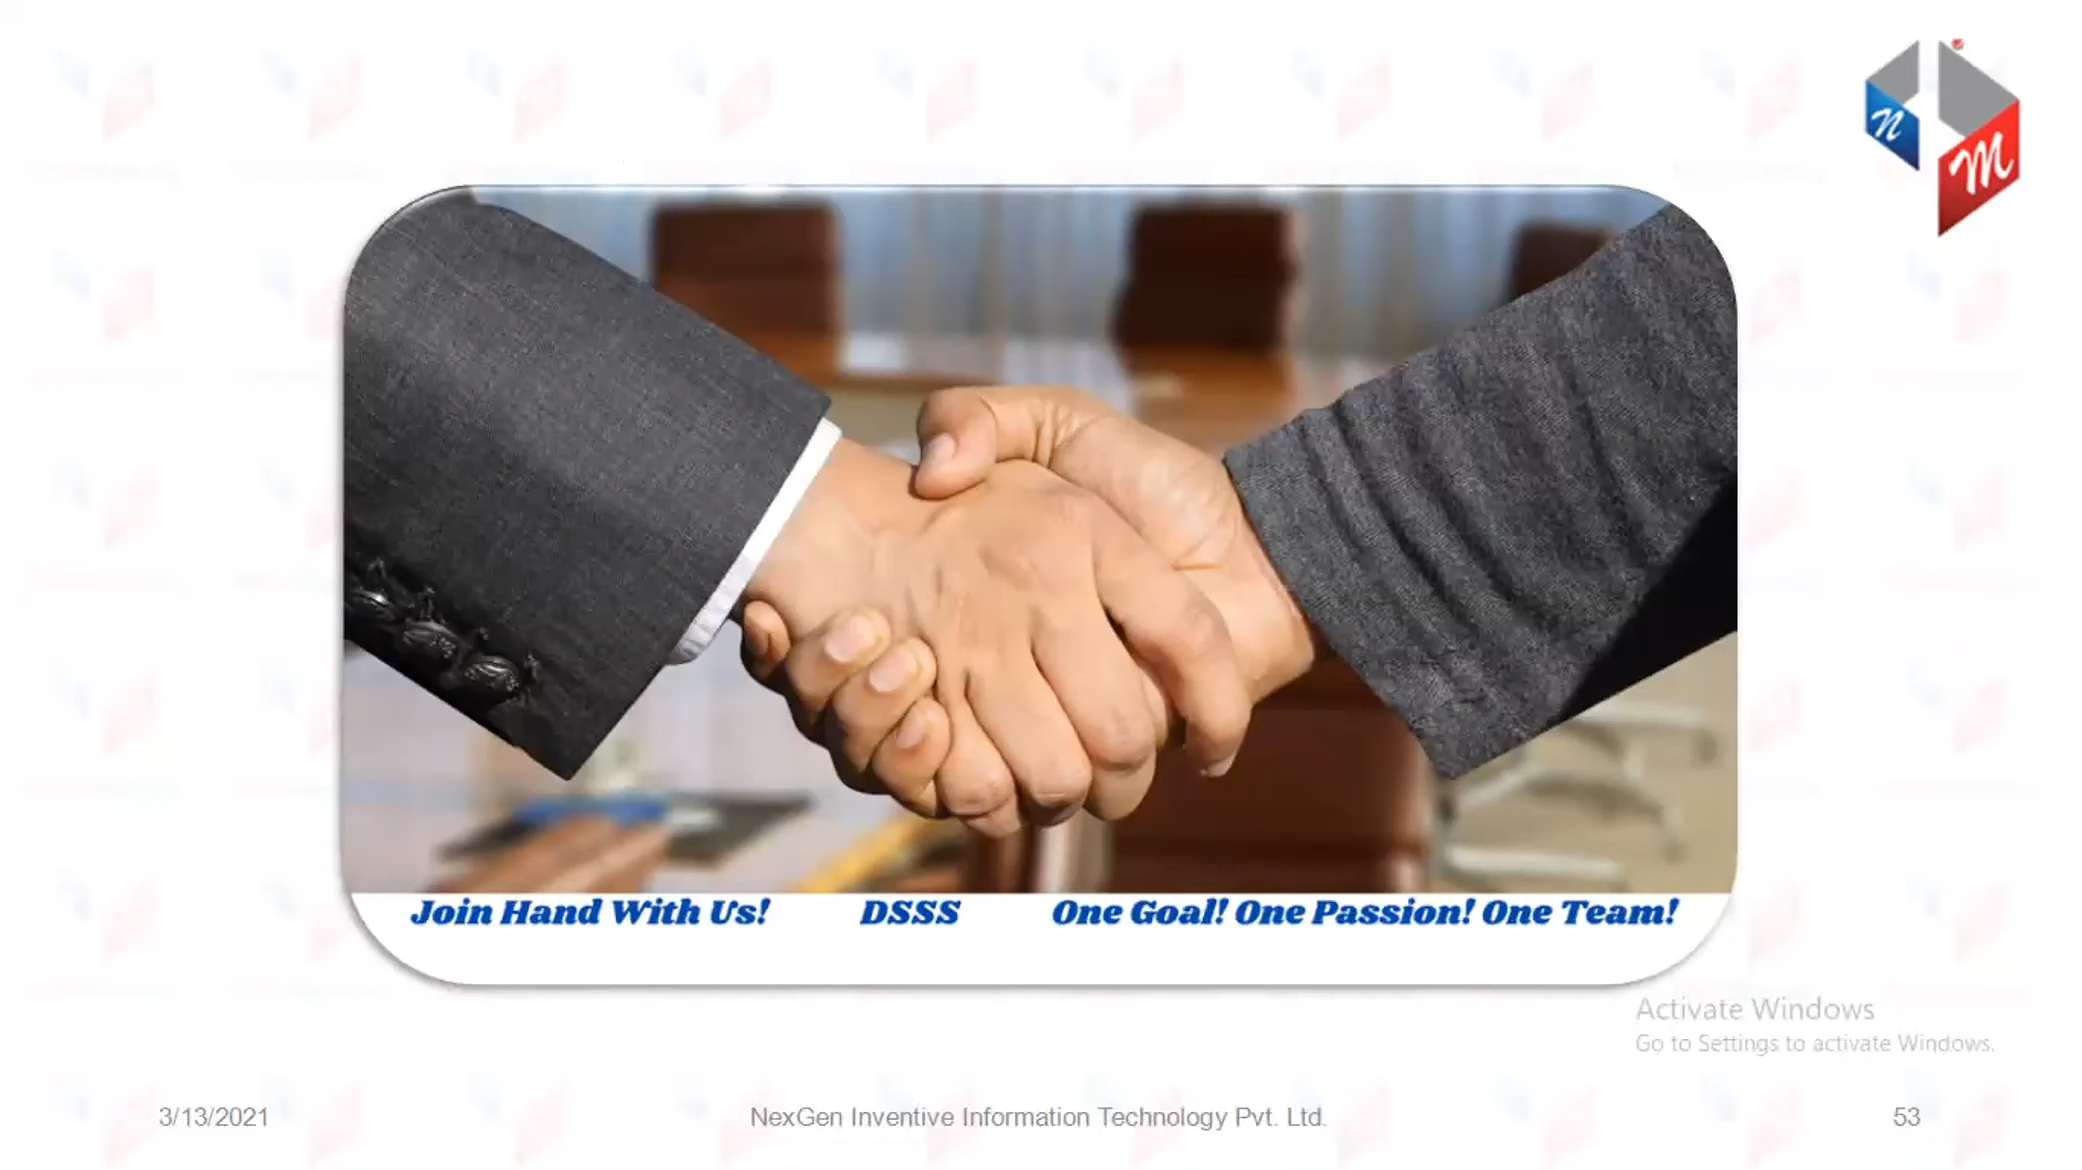 n
M
Join Hand With Us! DSSS One Goal! One Passion! One Team!
Activate Windows
Go to Settings to activate Windows.
3/13/2021 NexGen Inventive Information Technology Pvt. Ltd. 53